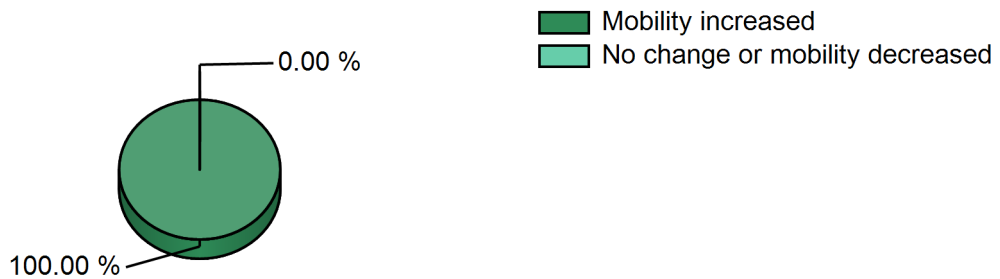 Mobility increased
No change or mobility decreased
0.00 %
100.00 %